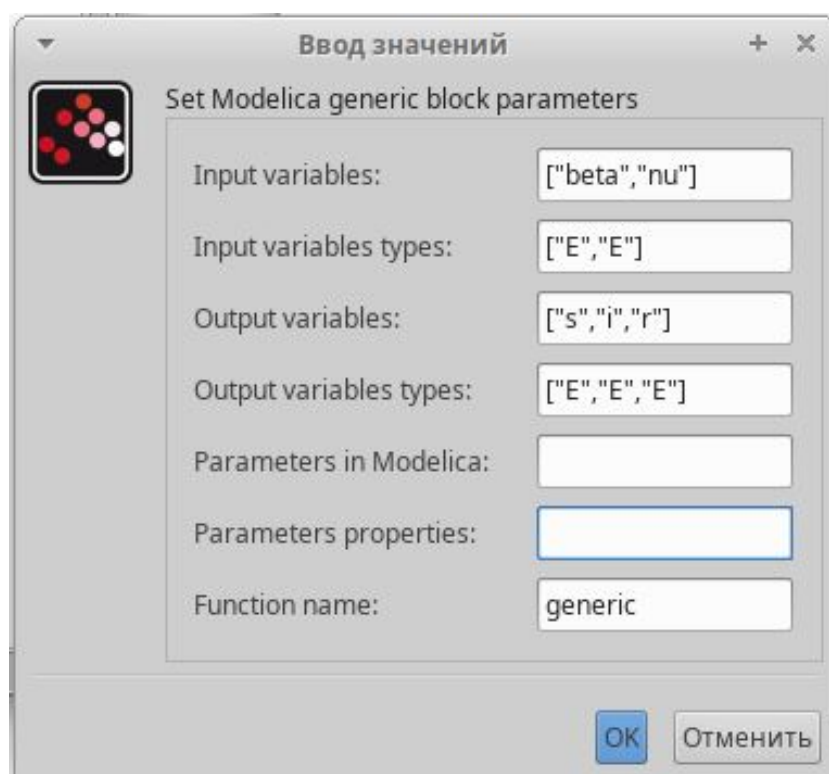 Ввод значений
Set Modelica generic block parameters
Input variables: ["beta","nu"]
Input variables types: ["E","E"]
Output variables: ["s","i","r"]
Output variables types: ["E","E","E"]
Parameters in Modelica:
Parameters properties:
Function name: generic
OK Отменить